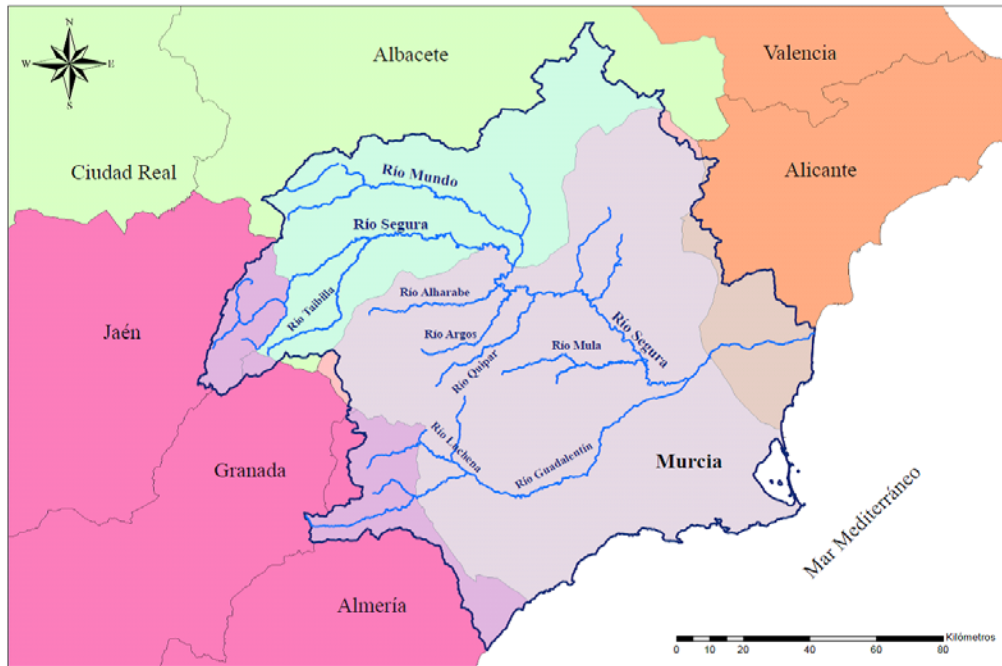 N
W
E
S
Albacete
Valencia
Ciudad Real
Alicante
Río Mundo
Río Segura
Río Taibilla
Río Alharabe
Jaén
Río Argos
Río Mula
Río Segura
Río Quipar
Granada
Río Luchena
Río Guadalentín
Murcia
Mar Mediterráneo
Almería
Kilómetros
0 10 20 40 60 80